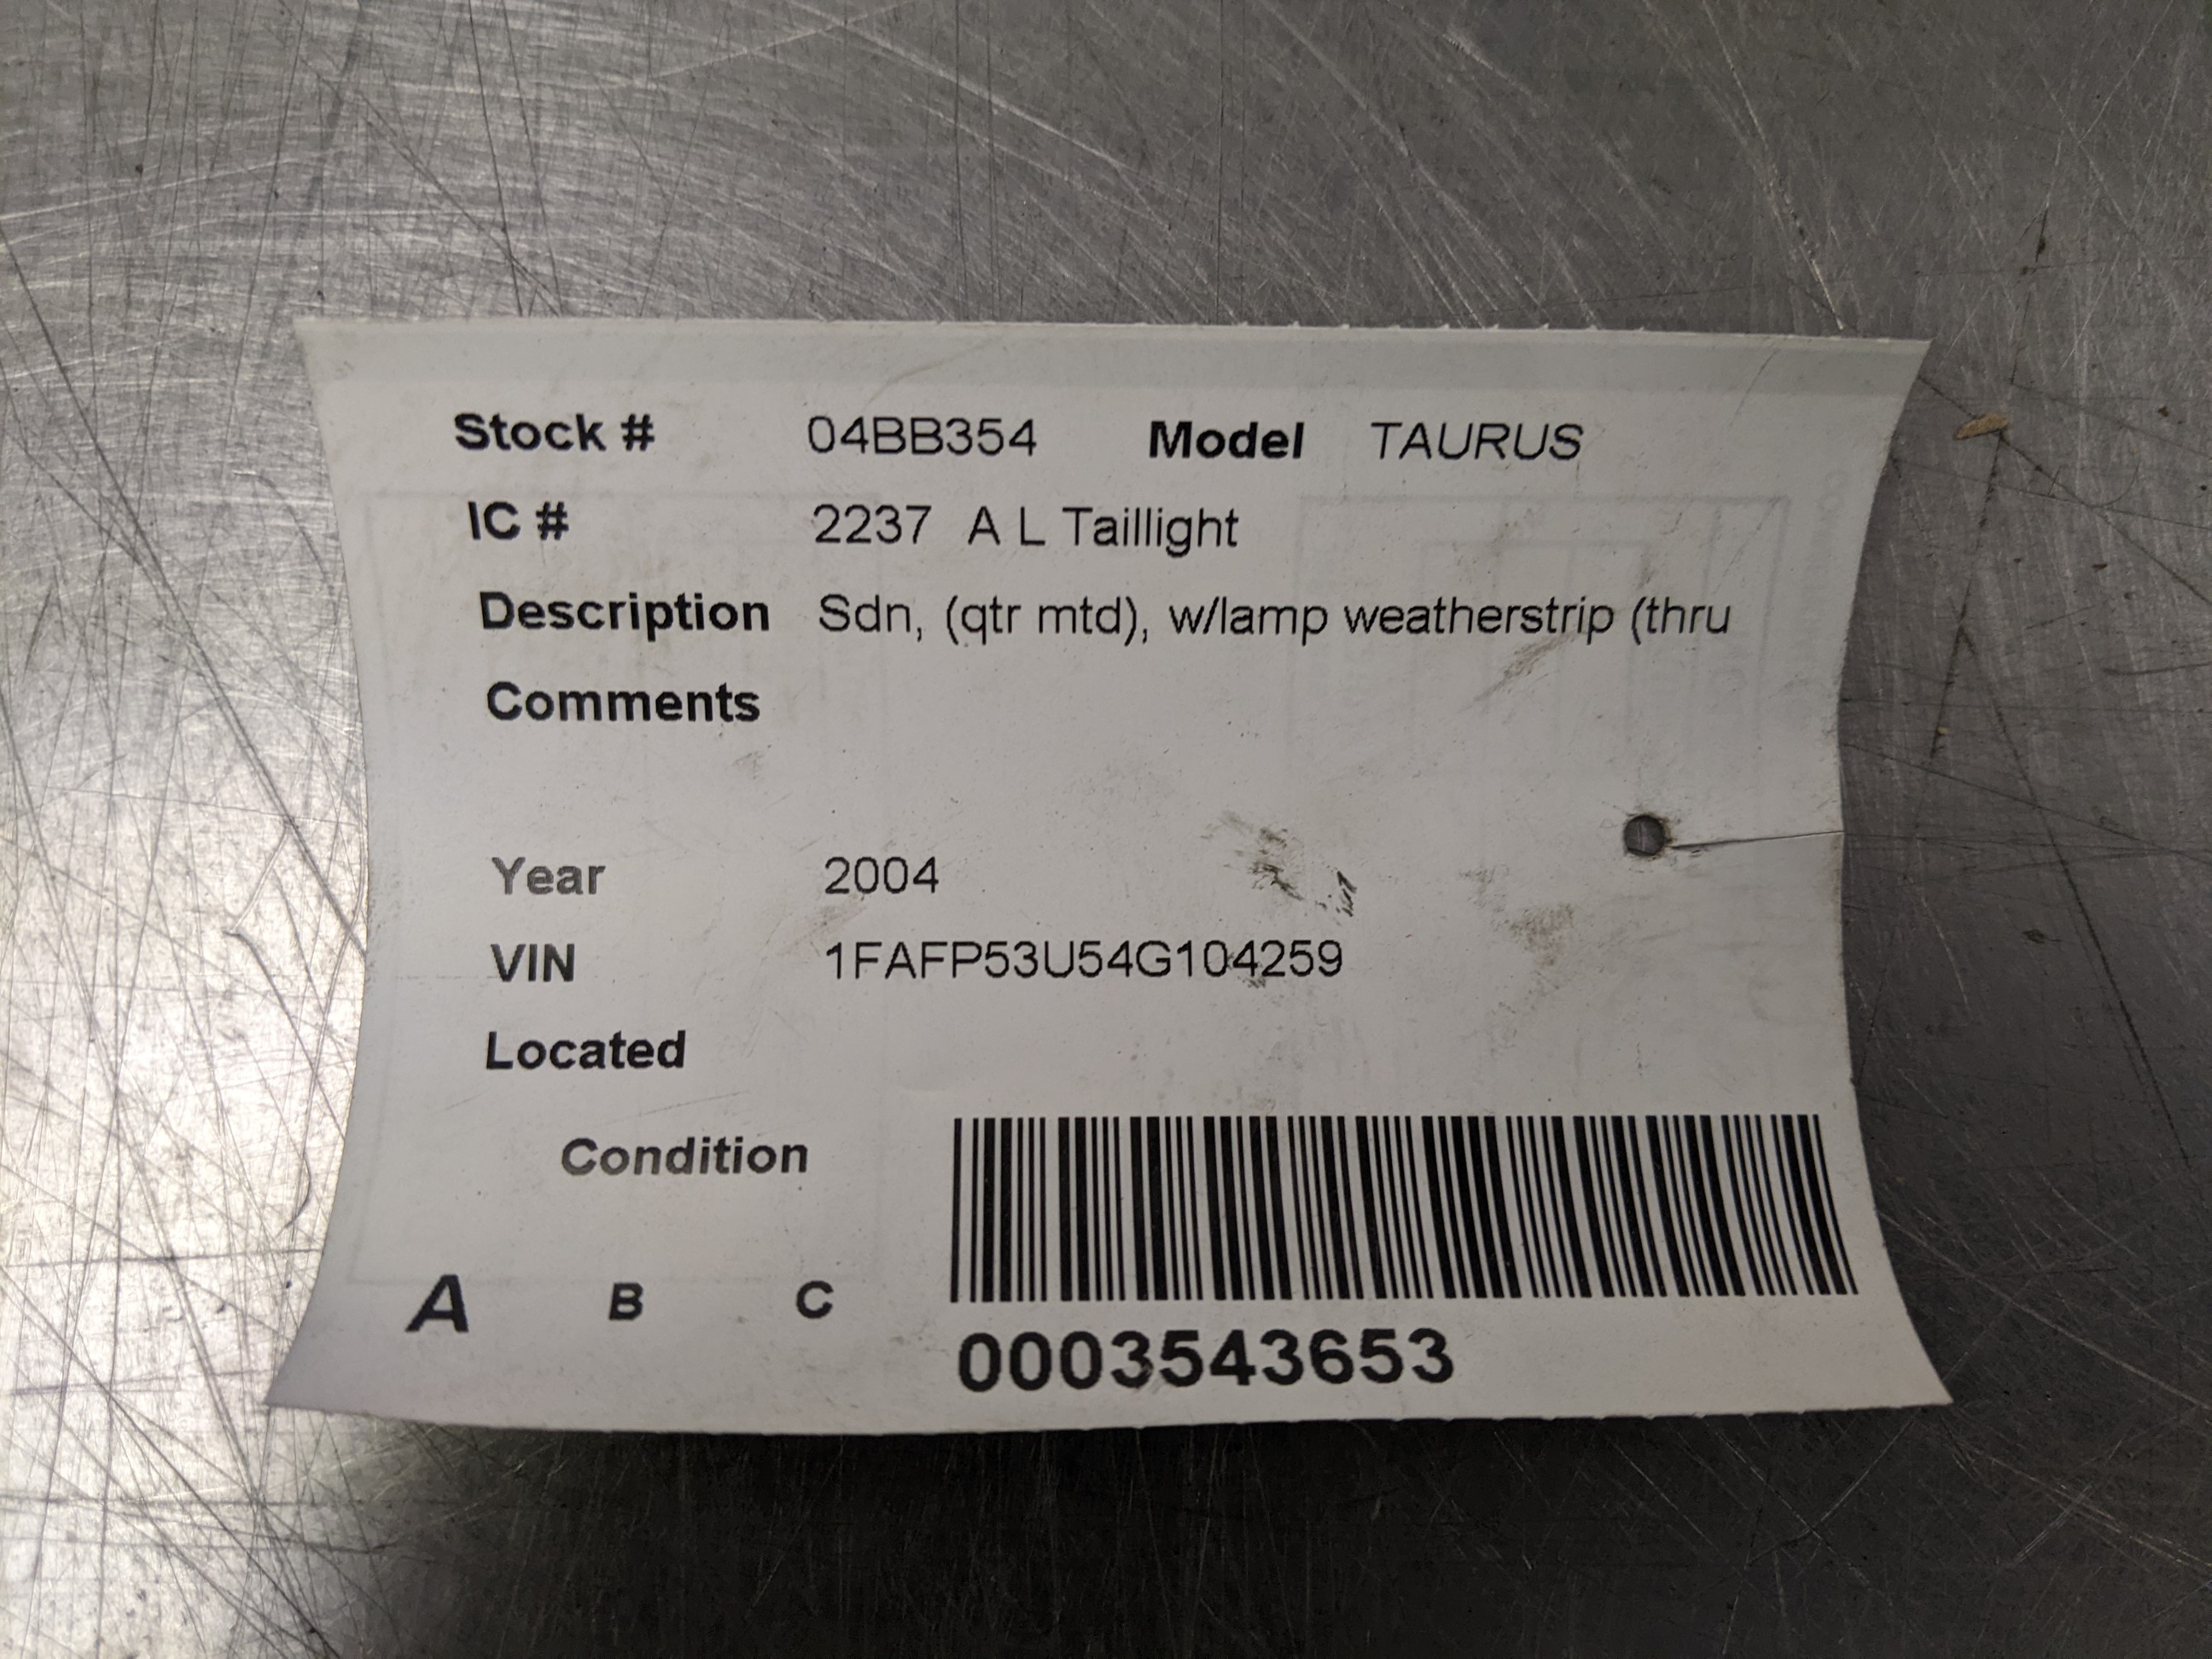 Stock # 04BB354 Model TAURUS
IC # 2237 A L Taillight
Description Sdn, (qtr mtd), w/lamp weatherstrip (thru
Comments
Year 2004
VIN 1FAFP53U54G104259
Located
Condition
A B C
0003543653